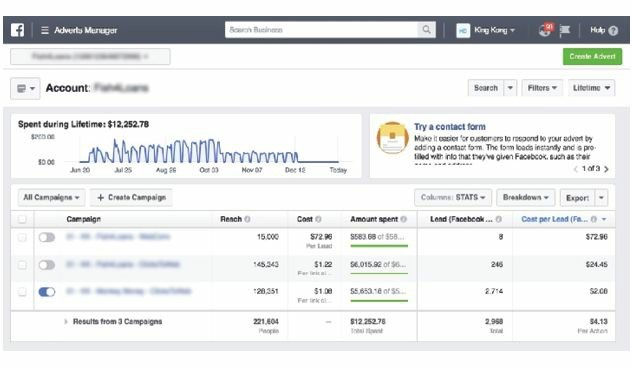 Adverts Manager
Search Business
King Kong
Help
Create Advert
Account:
Search
Filters
Lifetime
Spent during Lifetime: $12,252.78
$200.00
$0.00
Jun 20
Jul 25
Aug 26
Oct 03
Nov 07
Dec 12
Today
Try a contact form
Make it easier for customers to respond to your advert by
adding a contact form. The form loads instantly and is pre-
filled with info that they've given Facebook, such as their
1 of 3
All Campaigns
+ Create Campaign
Columns: STATS
Breakdown
Export
Campaign Reach Cost Amount spent Lead (Facebook ... Cost per Lead (Fa...
15,000 $72.96 $583.68 of $58... 8 $72.96
Per Lead
145,343 $1.22 $6,015.92 of $6... 246 $24.45
Per link cl...
128,351 $1.08 $5,653.18 of $5... 2,714 $2.08
Per link cl...
Results from 3 Campaigns 221,604 — $12,252.78 2,968 $4.13
People Total Spent Total Per Action